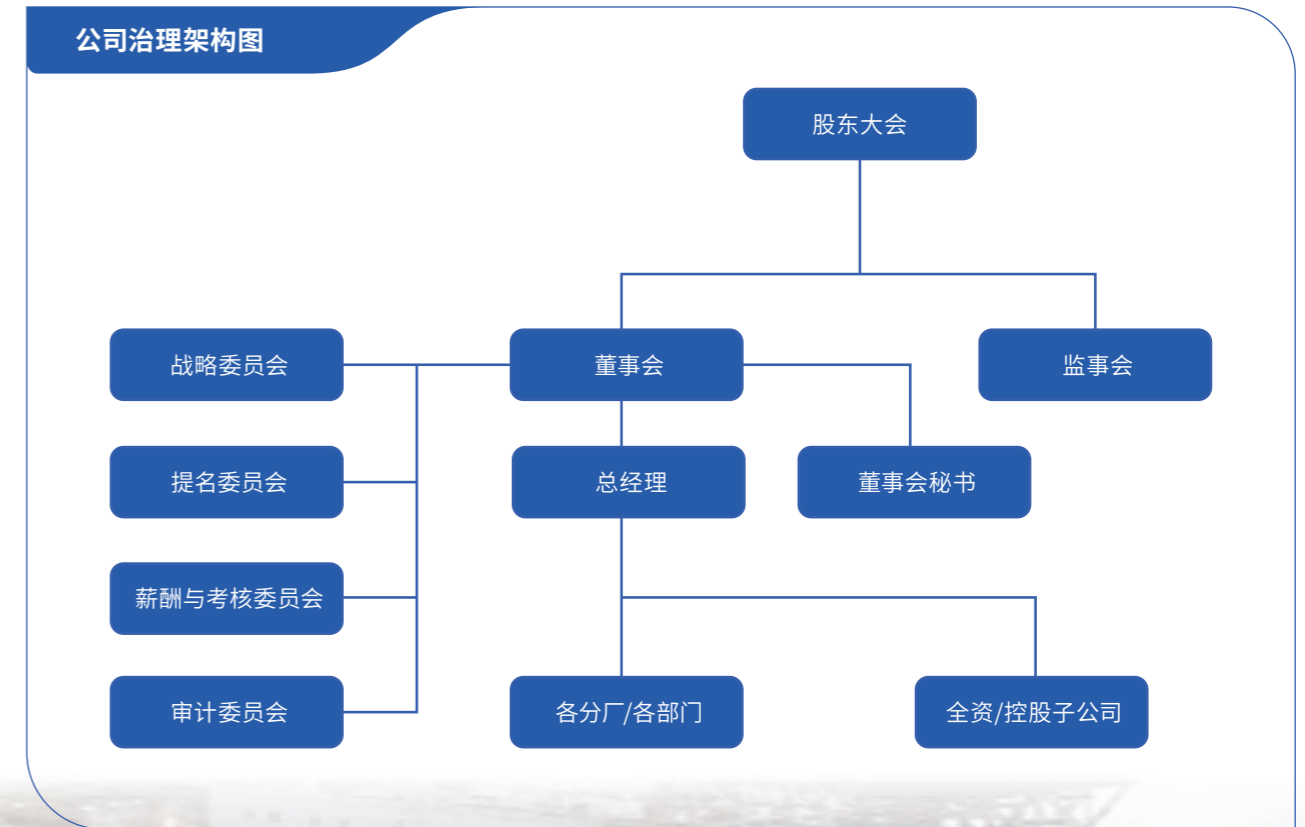 公司治理架构图
股东大会
战略委员会
董事会
监事会
提名委员会
总经理
董事会秘书
薪酬与考核委员会
审计委员会
各分厂/各部门
全资/控股子公司